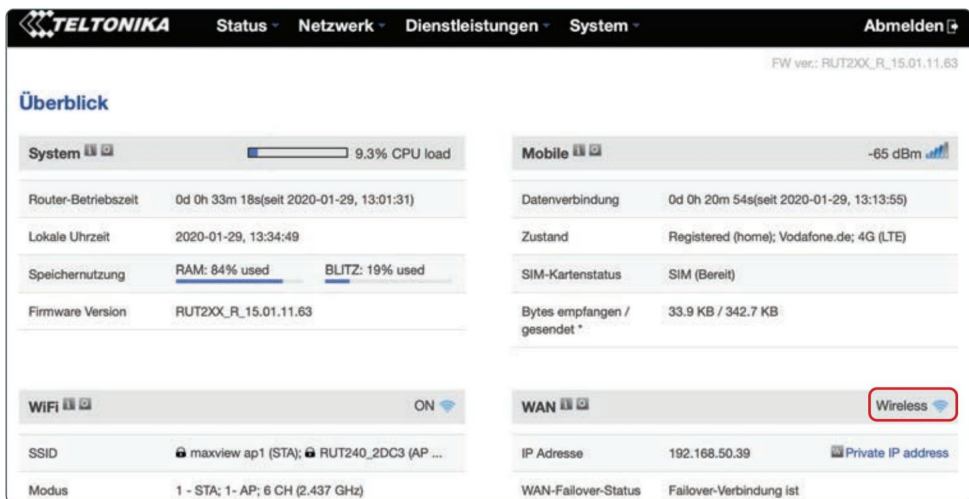 TELTONIKA Status Netzwerk Dienstleistungen System Abmelden
FW ver.: RUT2XX_R_15.01.11.63
Überblick
System 9.3% CPU load
Router-Betriebszeit 0d 0h 33m 18s(seit 2020-01-29, 13:01:31)
Lokale Uhrzeit 2020-01-29, 13:34:49
Speichernutzung RAM: 84% used BLITZ: 19% used
Firmware Version RUT2XX_R_15.01.11.63
Mobile -65 dBm
Datenverbindung 0d 0h 20m 54s(seit 2020-01-29, 13:13:55)
Zustand Registered (home); Vodafone.de; 4G (LTE)
SIM-Kartenstatus SIM (Bereit)
Bytes empfangen / 33.9 KB / 342.7 KB
gesendet *
WiFi ON
SSID maxview ap1 (STA); RUT240_2DC3 (AP ...
Modus 1 - STA; 1- AP; 6 CH (2.437 GHz)
WAN Wireless
IP Adresse 192.168.50.39 Private IP address
WAN-Failover-Status Failover-Verbindung ist